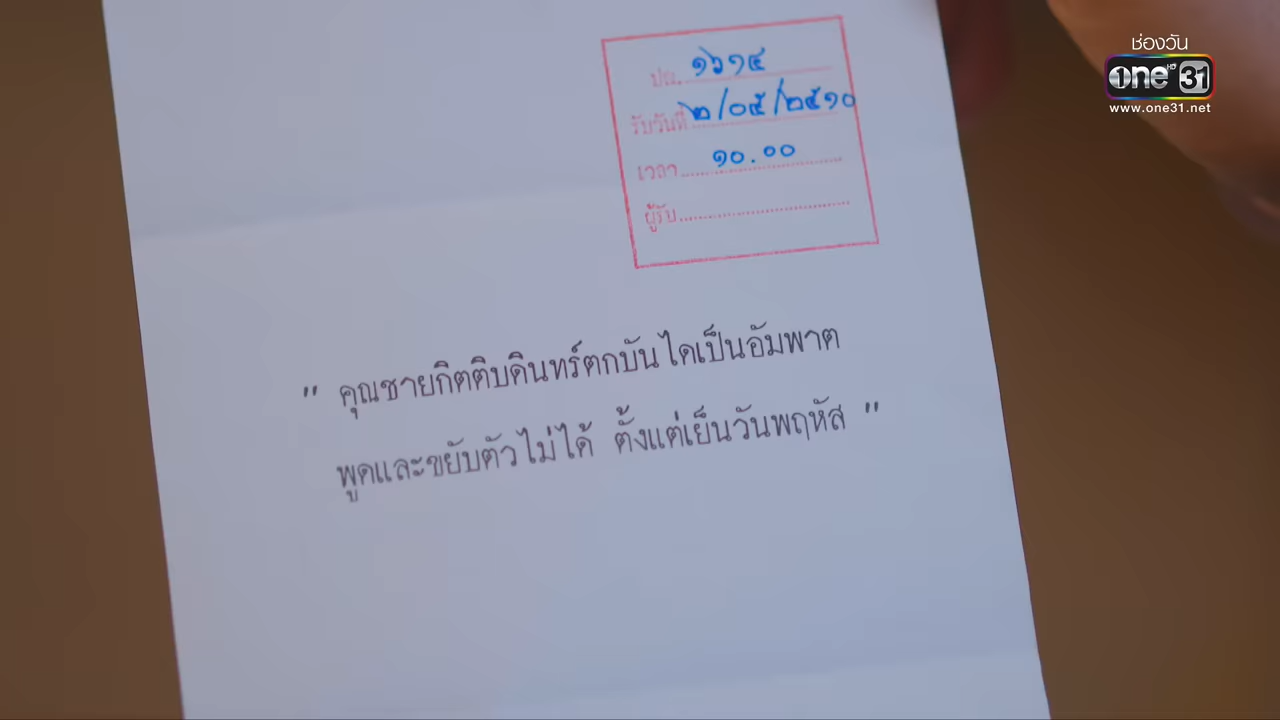 ช่องวัน
one HD 31
www.one31.net
ปณ. ๑๖๑๔
รับวันที่ ๒/๐๕/๒๕๑๐
เวลา ๑๐.๐๐
ผู้รับ
" คุณชายกิตติบดินทร์ตกบันไดเป็นอัมพาต
พูดและขยับตัวไม่ได้ ตั้งแต่เย็นวันพฤหัส "